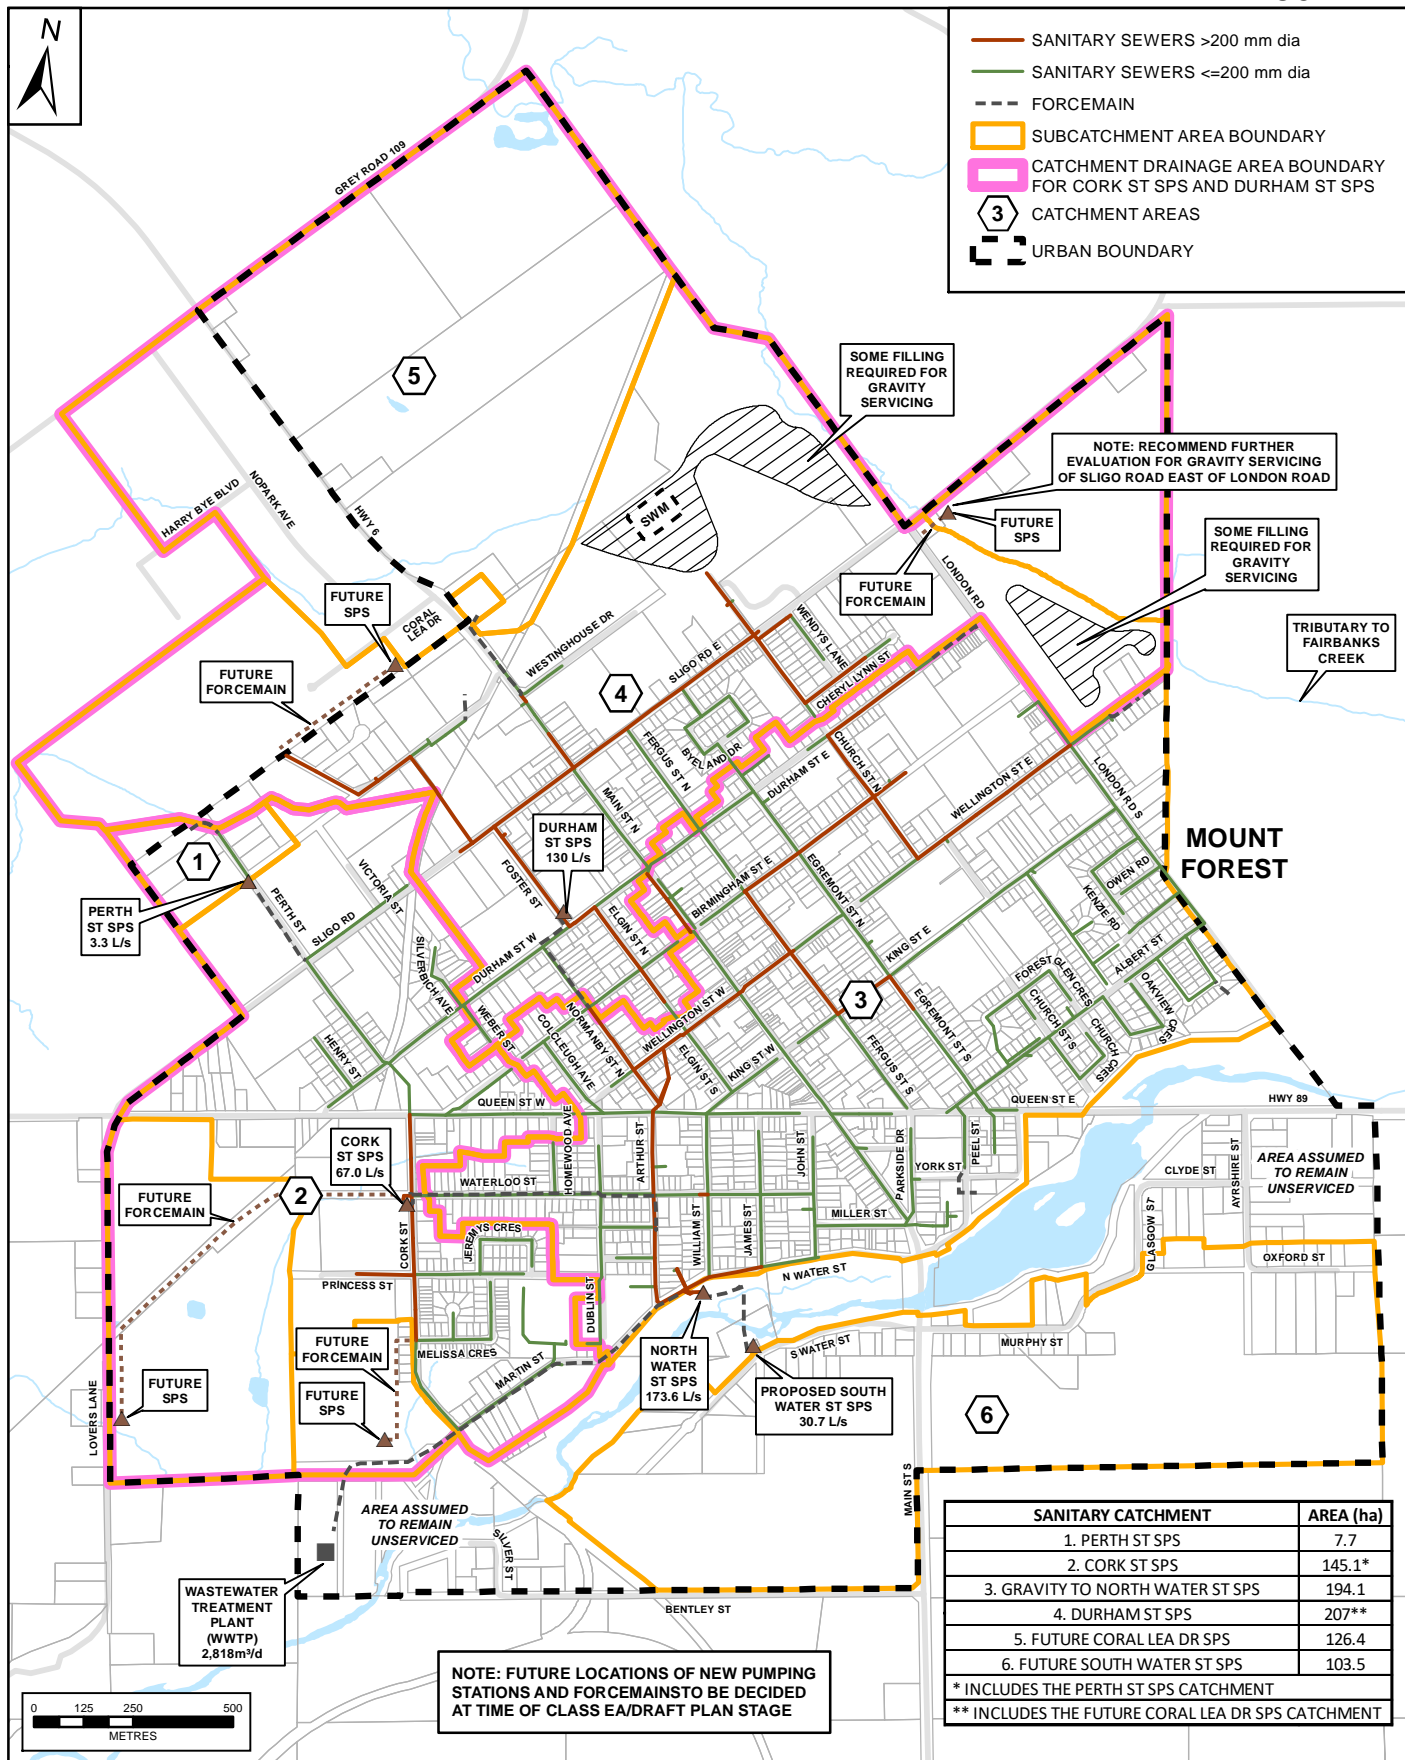 N
SANITARY SEWERS >200 mm dia
SANITARY SEWERS <=200 mm dia
FORCEMAIN
SUBCATCHMENT AREA BOUNDARY
CATCHMENT DRAINAGE AREA BOUNDARY
FOR CORK ST SPS AND DURHAM ST SPS
3
CATCHMENT AREAS
URBAN BOUNDARY
GREY ROAD 109
5
SOME FILLING
REQUIRED FOR
GRAVITY
SERVICING
NOTE: RECOMMEND FURTHER
EVALUATION FOR GRAVITY SERVICING
OF SLIGO ROAD EAST OF LONDON ROAD
HARRY BYE BLVD
NOPARK AVE
HWY 6
SWM
FUTURE
SPS
SOME FILLING
REQUIRED FOR
GRAVITY
SERVICING
FUTURE
FORCEMAIN
LONDON RD
FUTURE
SPS
CORAL
LEA DR
WESTINGHOUSE DR
WENDYS LANE
SLIGO RD E
CHERYL LYNN ST
TRIBUTARY TO
FAIRBANKS
CREEK
FUTURE
FORCEMAIN
4
FERGUS ST N
BYELAND DR
CHURCH ST N
DURHAM ST E
MAIN ST N
WELLINGTON ST E
LONDON RD S
MOUNT
FOREST
DURHAM
ST SPS
130 L/s
1
VICTORIA ST
FOSTER ST
BIRMINGHAM ST E
EGREMONT ST N
OWEN RD
KENZIE RD
PERTH
ST SPS
3.3 L/s
PERTH ST
SLIGO RD
ELGIN ST N
KING ST E
ALBERT ST
SILVERBICH AVE
DURHAM ST W
FOREST GLEN CRES
OAKVIEW CRES
3
WEBER ST
NORMANBY ST N
WELLINGTON ST W
EGREMONT ST S
CHURCH ST S
CHURCH CRES
HENRY ST
COLCLEUGH AVE
ELGIN ST S
KING ST W
FERGUS ST S
QUEEN ST W
QUEEN ST E
HWY 89
CORK
ST SPS
67.0 L/s
HOMEWOOD AVE
ARTHUR ST
JOHN ST
PARKSIDE DR
PEEL ST
YORK ST
CLYDE ST
AYRSHIRE ST
AREA ASSUMED
TO REMAIN
UNSERVICED
FUTURE
FORCEMAIN
2
WATERLOO ST
MILLER ST
CORK ST
JEREMYS CRES
WILLIAM ST
JAMES ST
GLASGOW ST
OXFORD ST
PRINCESS ST
N WATER ST
DUBLIN ST
FUTURE
FORCEMAIN
MELISSA CRES
NORTH
WATER
ST SPS
173.6 L/s
S WATER ST
MURPHY ST
MARTIN ST
LOVERS LANE
FUTURE
SPS
FUTURE
SPS
PROPOSED SOUTH
WATER ST SPS
30.7 L/s
6
MAIN ST S
AREA ASSUMED
TO REMAIN
UNSERVICED
SILVER ST
WASTEWATER
TREATMENT
PLANT
(WWTP)
2,818m³/d
BENTLEY ST
SANITARY CATCHMENT AREA (ha)
1. PERTH ST SPS 7.7
2. CORK ST SPS 145.1*
3. GRAVITY TO NORTH WATER ST SPS 194.1
4. DURHAM ST SPS 207**
5. FUTURE CORAL LEA DR SPS 126.4
6. FUTURE SOUTH WATER ST SPS 103.5
* INCLUDES THE PERTH ST SPS CATCHMENT
** INCLUDES THE FUTURE CORAL LEA DR SPS CATCHMENT
NOTE: FUTURE LOCATIONS OF NEW PUMPING
STATIONS AND FORCEMAINSTO BE DECIDED
AT TIME OF CLASS EA/DRAFT PLAN STAGE
0 125 250 500
METRES